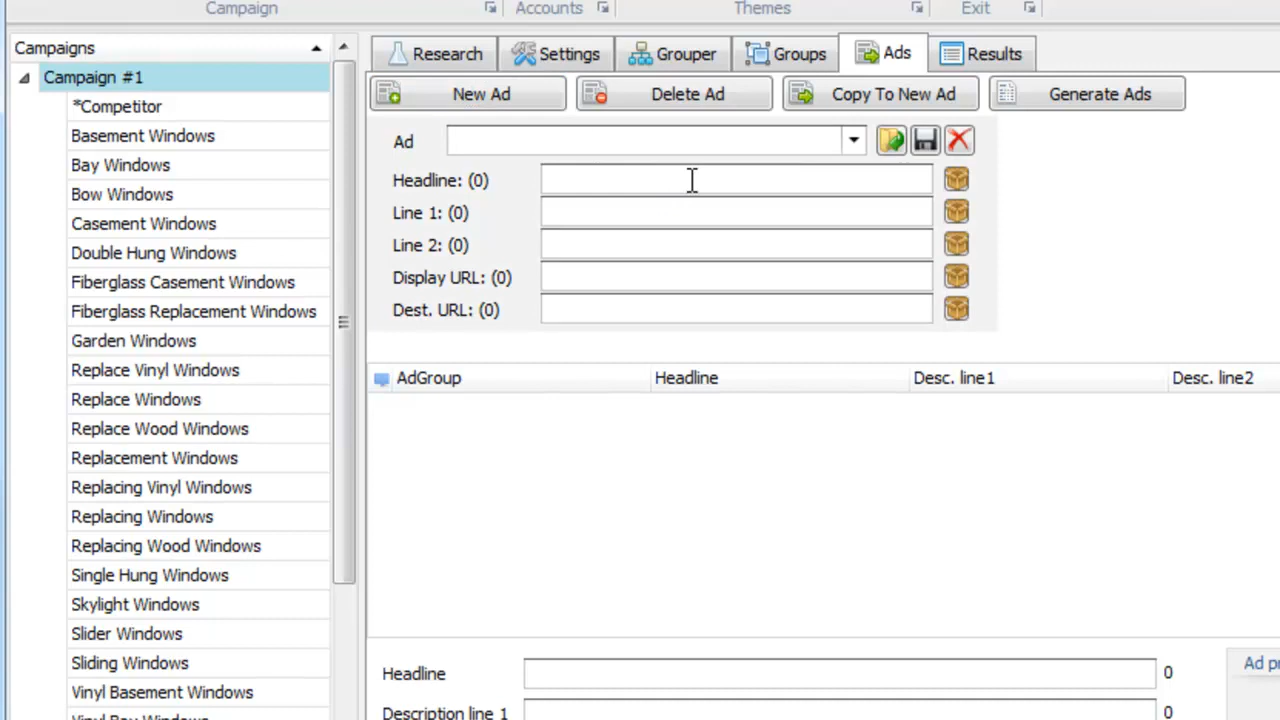 Campaign
Accounts
Themes
Exit
Campaigns
Campaign #1
*Competitor
Basement Windows
Bay Windows
Bow Windows
Casement Windows
Double Hung Windows
Fiberglass Casement Windows
Fiberglass Replacement Windows
Garden Windows
Replace Vinyl Windows
Replace Windows
Replace Wood Windows
Replacement Windows
Replacing Vinyl Windows
Replacing Windows
Replacing Wood Windows
Single Hung Windows
Skylight Windows
Slider Windows
Sliding Windows
Vinyl Basement Windows
Vinyl Bay Windows
Research
Settings
Grouper
Groups
Ads
Results
New Ad
Delete Ad
Copy To New Ad
Generate Ads
Ad
Headline: (0)
Line 1: (0)
Line 2: (0)
Display URL: (0)
Dest. URL: (0)
AdGroup
Headline
Desc. line1
Desc. line2
Headline
0
Description line 1
0
Ad pr